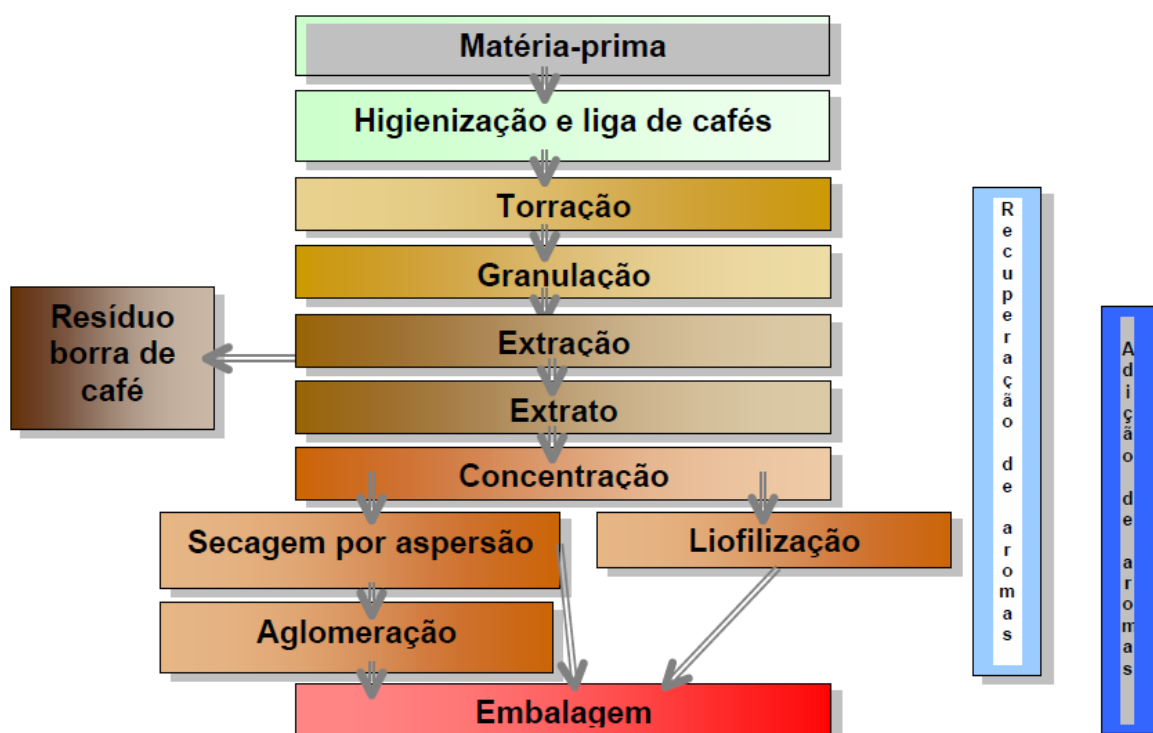 Matéria-prima
Higienização e liga de cafés
Torração
Granulação
Resíduo
borra de
café
Extração
Extrato
Concentração
Secagem por aspersão
Liofilização
Aglomeração
Embalagem
Recuperação de aromas
Adição de aromas